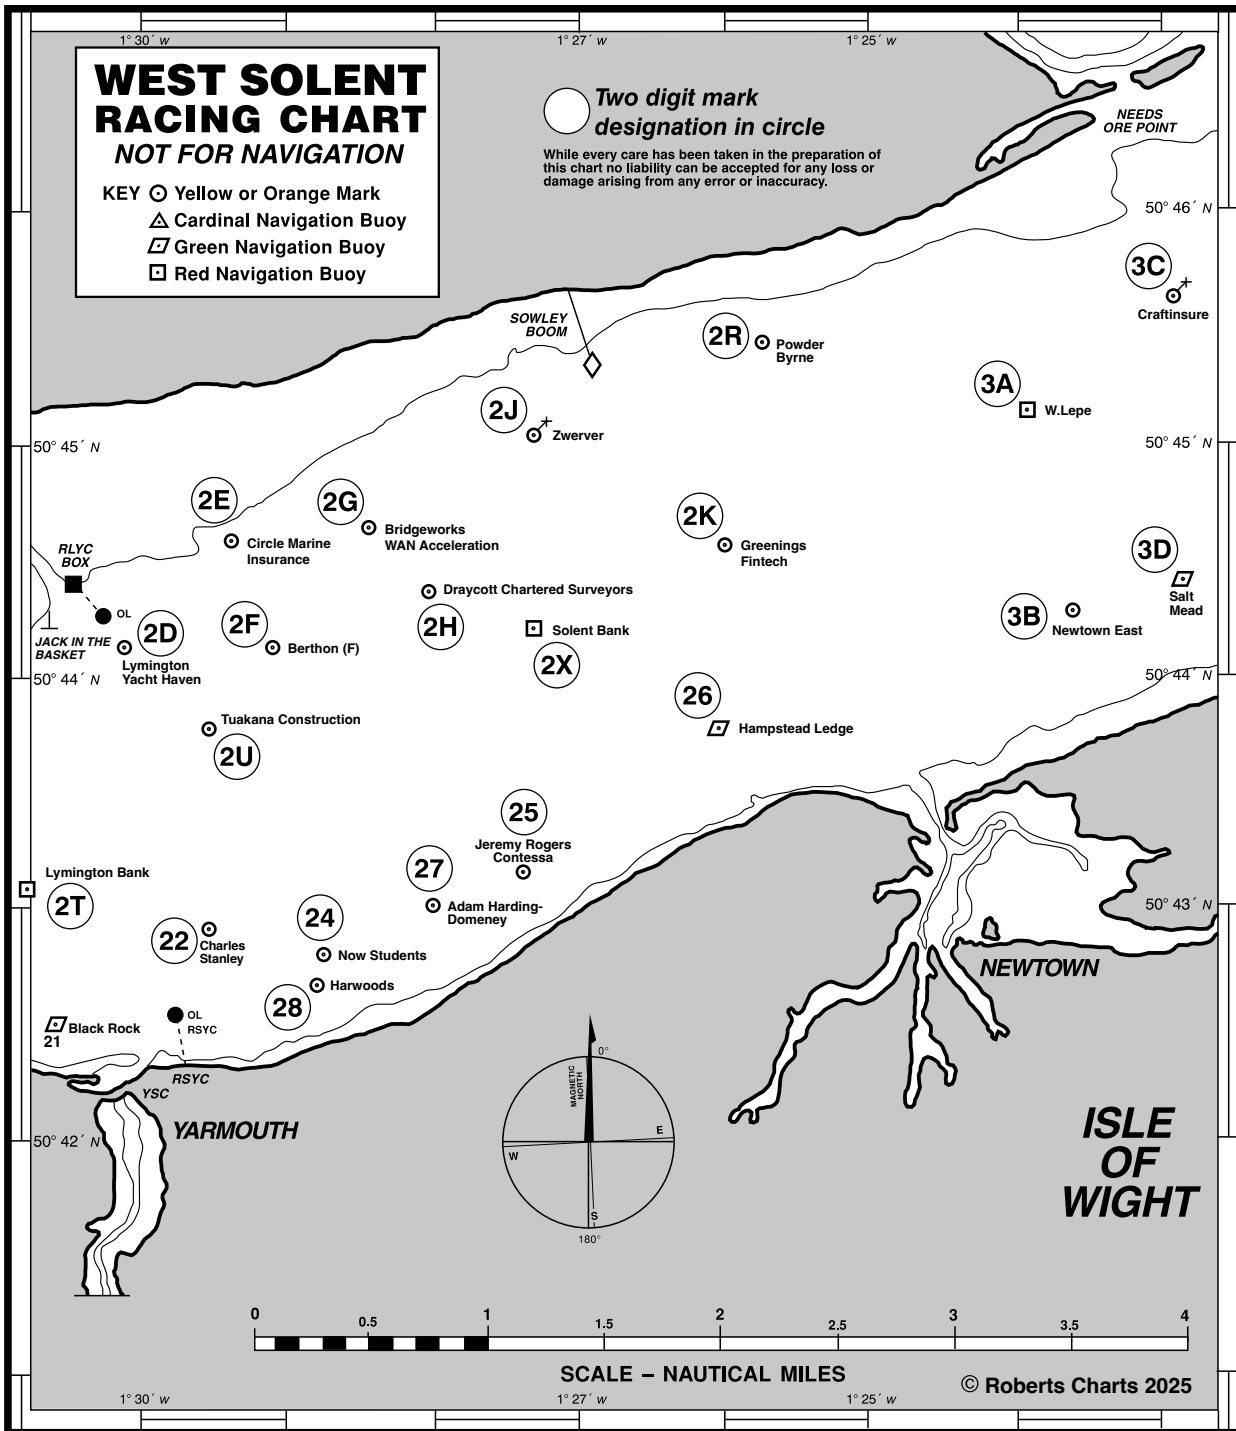 1° 30´ W
1° 27´ W
1° 25´ W
WEST SOLENT
RACING CHART
NOT FOR NAVIGATION
KEY
Yellow or Orange Mark
Cardinal Navigation Buoy
Green Navigation Buoy
Red Navigation Buoy
Two digit mark
designation in circle
While every care has been taken in the preparation of
this chart no liability can be accepted for any loss or
damage arising from any error or inaccuracy.
NEEDS
ORE POINT
50° 46´ N
3C
Craftinsure
SOWLEY
BOOM
2R
Powder
Byrne
3A
W.Lepe
2J
Zwerver
50° 45´ N
50° 45´ N
2E
Circle Marine
Insurance
2G
Bridgeworks
WAN Acceleration
2K
Greenings
Fintech
3D
Salt
Mead
RLYC
BOX
OL
JACK IN THE
BASKET
2D
Lymington
Yacht Haven
2F
Berthon (F)
Draycott Chartered Surveyors
2H
Solent Bank
2X
3B
Newtown East
50° 44´ N
50° 44´ N
26
Hampstead Ledge
Tuakana Construction
2U
25
Jeremy Rogers
Contessa
27
Adam Harding-
Domeney
Lymington Bank
2T
50° 43´ N
22
Charles
Stanley
24
Now Students
Harwoods
28
NEWTOWN
Black Rock
21
OL
RSYC
RSYC
YSC
YARMOUTH
50° 42´ N
0°
MAGNETIC
NORTH
E
W
S
180°
ISLE
OF
WIGHT
0
0.5
1
1.5
2
2.5
3
3.5
4
SCALE – NAUTICAL MILES
© Roberts Charts 2025
1° 30´ W
1° 27´ W
1° 25´ W